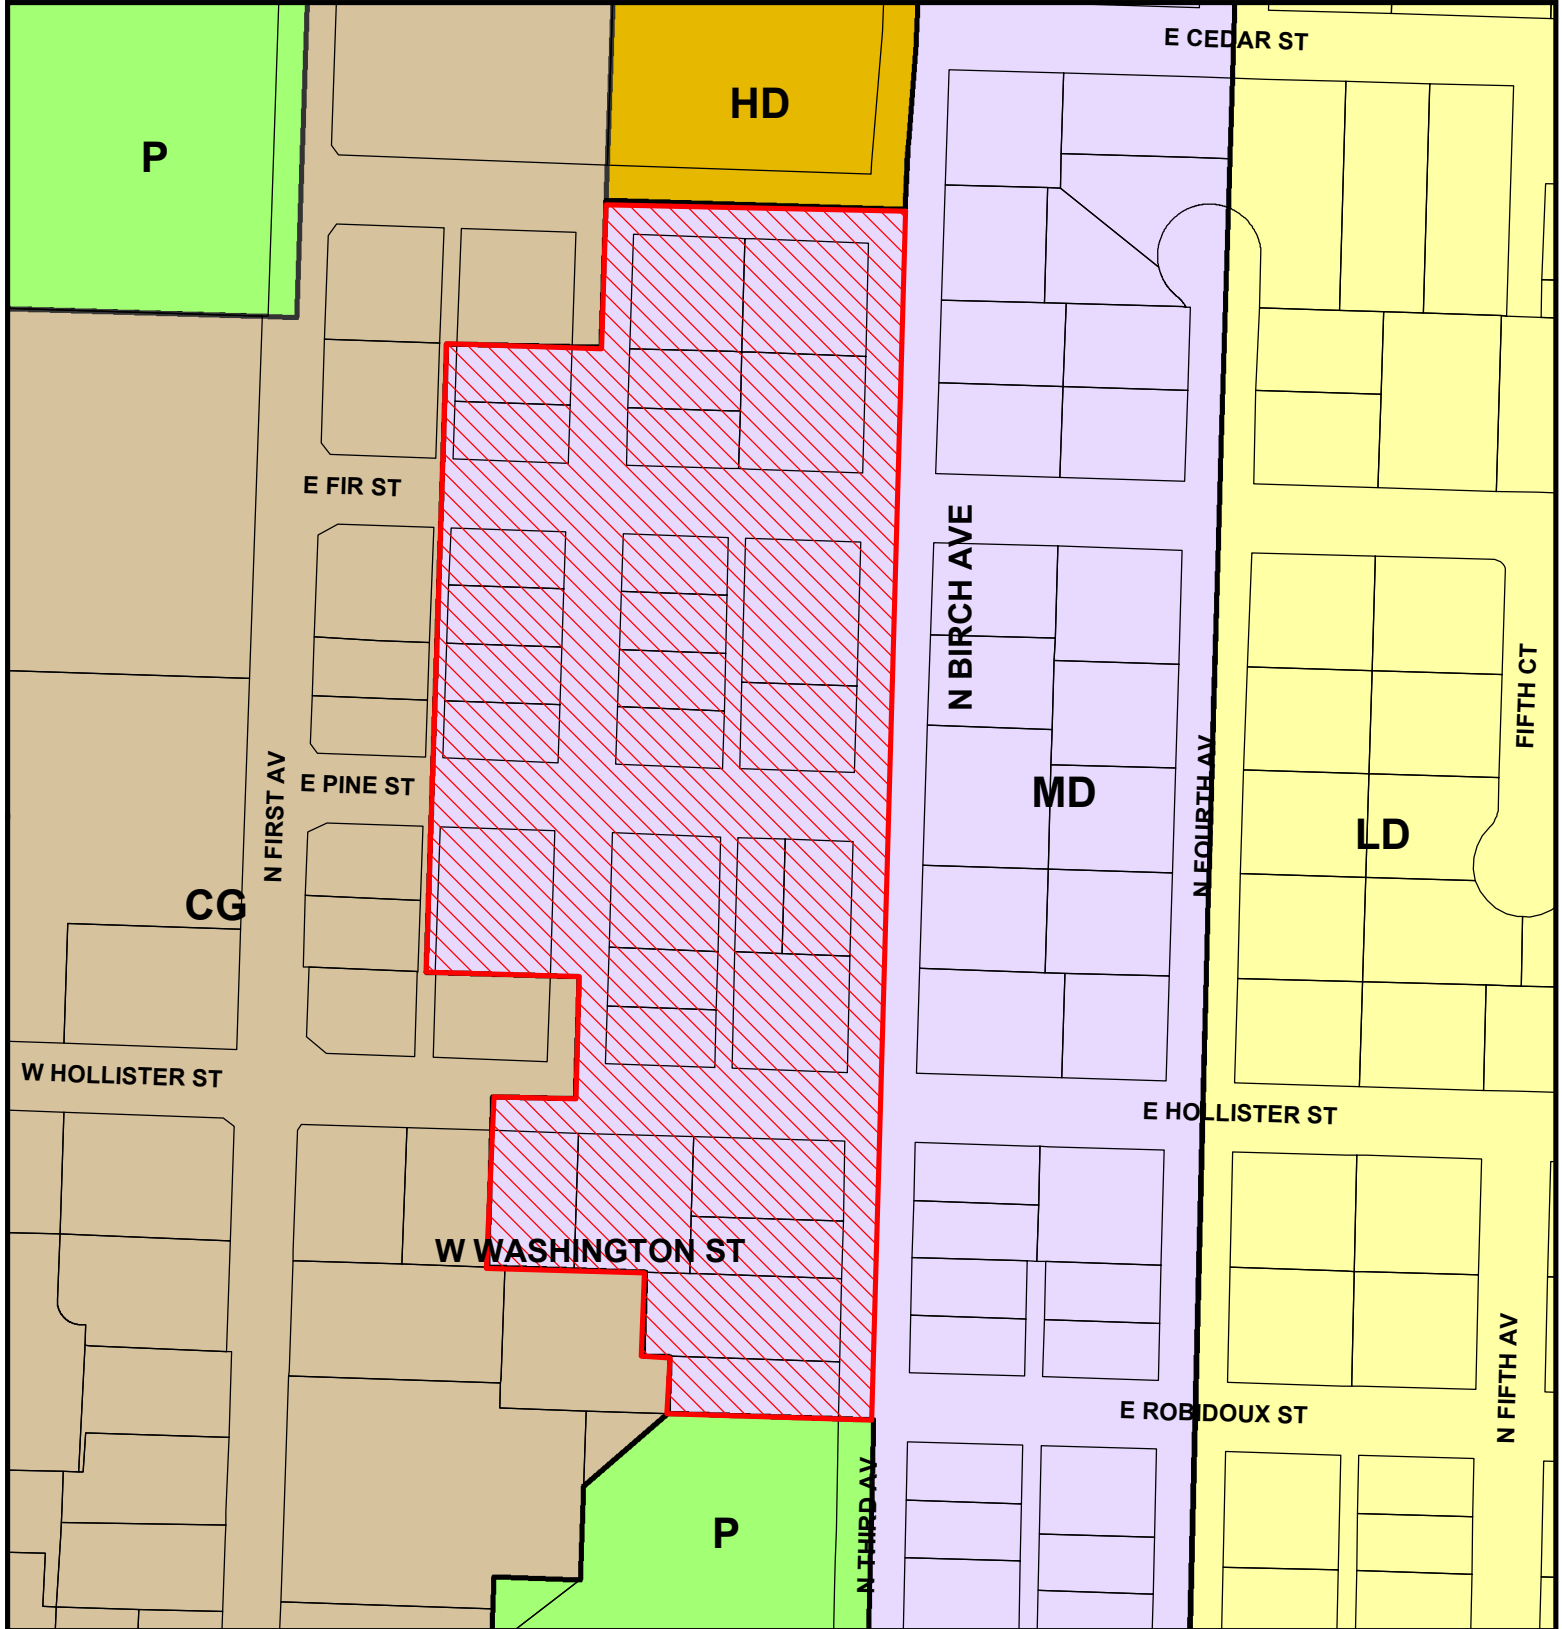 E CEDAR ST
HD
P
E FIR ST
N BIRCH AVE
FIFTH CT
N FIRST AV
E PINE ST
MD
N FOURTH AV
LD
CG
W HOLLISTER ST
E HOLLISTER ST
W WASHINGTON ST
N FIFTH AV
E ROBIDOUX ST
P
N THIRD AV